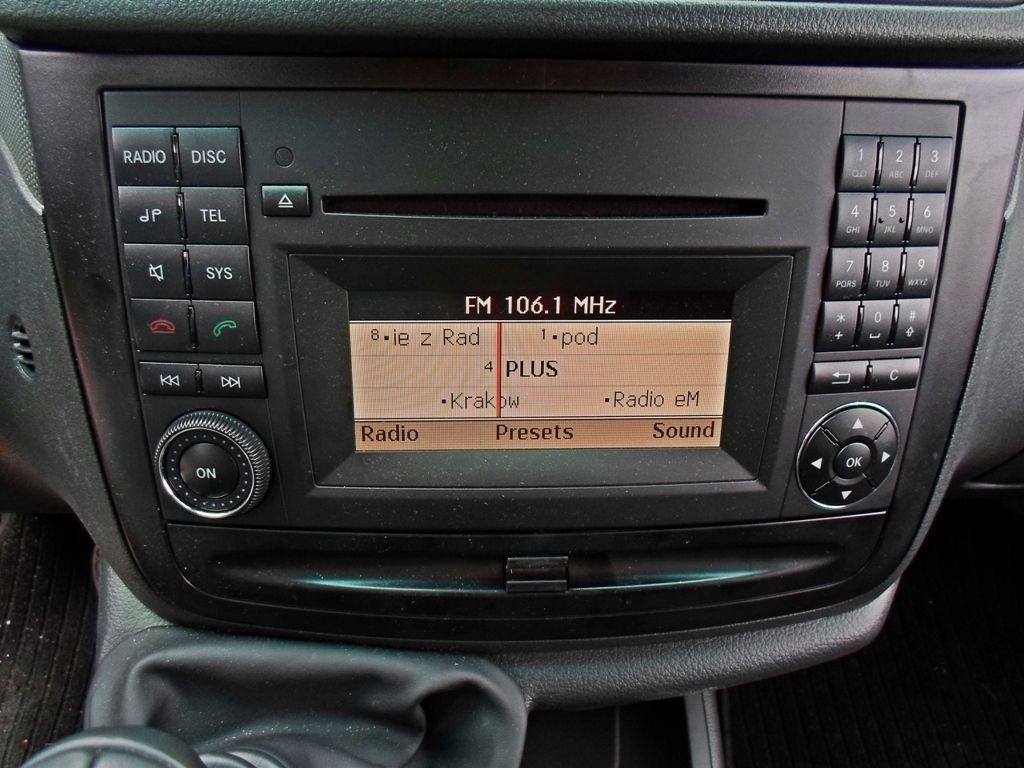 RADIO DISC
TEL
SYS
ON
FM 106.1 MHz
8•ie z Rad 1•pod
4 PLUS
•Krakow •Radio eM
Radio Presets Sound
1 2 3
ABC DEF
4 5 6
GHI JKL MNO
7 8 9
PQRS TUV WXYZ
* 0 #
+
C
OK